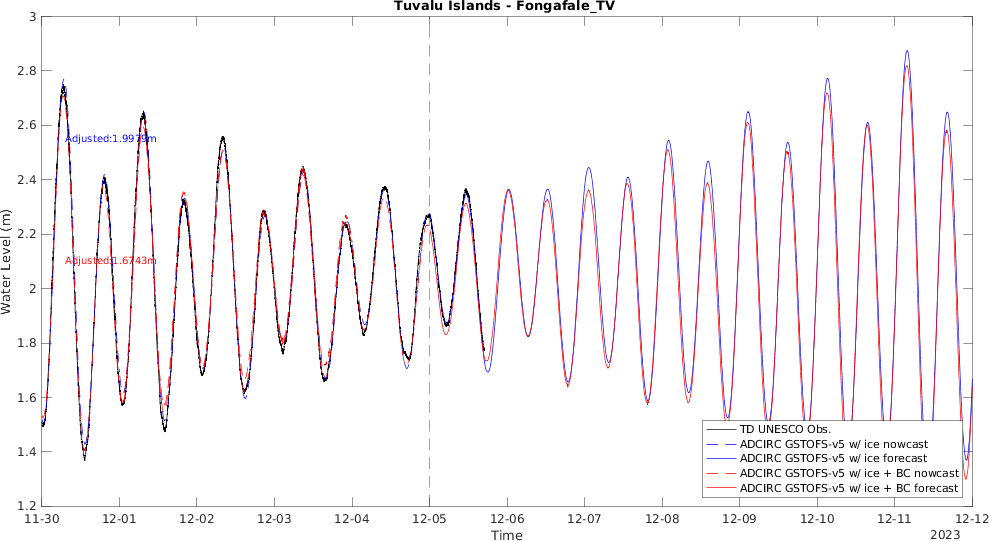 Tuvalu Islands - Fongafale_TV
Water Level (m)
3
2.8
2.6
2.4
2.2
2
1.8
1.6
1.4
1.2
Adjusted:1.9979m
Adjusted:1.6743m
TD UNESCO Obs.
ADCIRC GSTOFS-v5 w/ ice nowcast
ADCIRC GSTOFS-v5 w/ ice forecast
ADCIRC GSTOFS-v5 w/ ice + BC nowcast
ADCIRC GSTOFS-v5 w/ ice + BC forecast
11-30 12-01 12-02 12-03 12-04 12-05 12-06 12-07 12-08 12-09 12-10 12-11 12-12
Time
2023